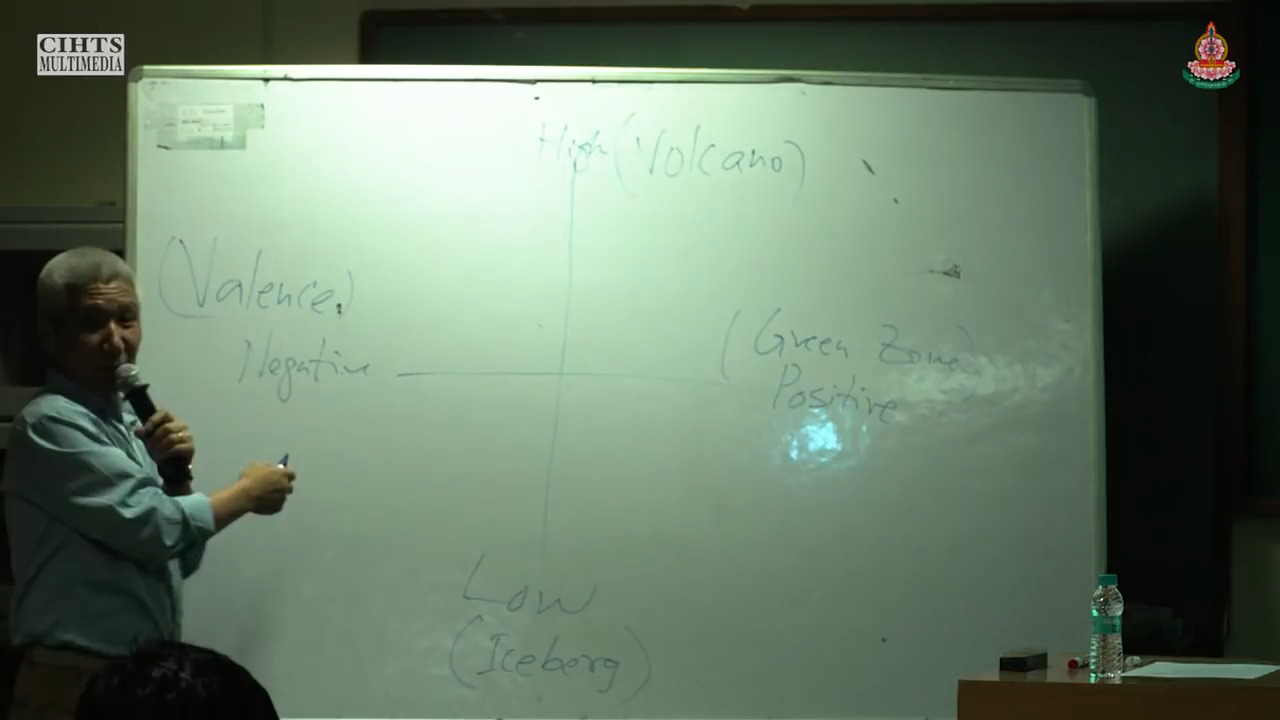 CIHTS
MULTIMEDIA
High (Volcano)
(Valence)
Negative
(Green Zone)
Positive
Low
(Iceberg)